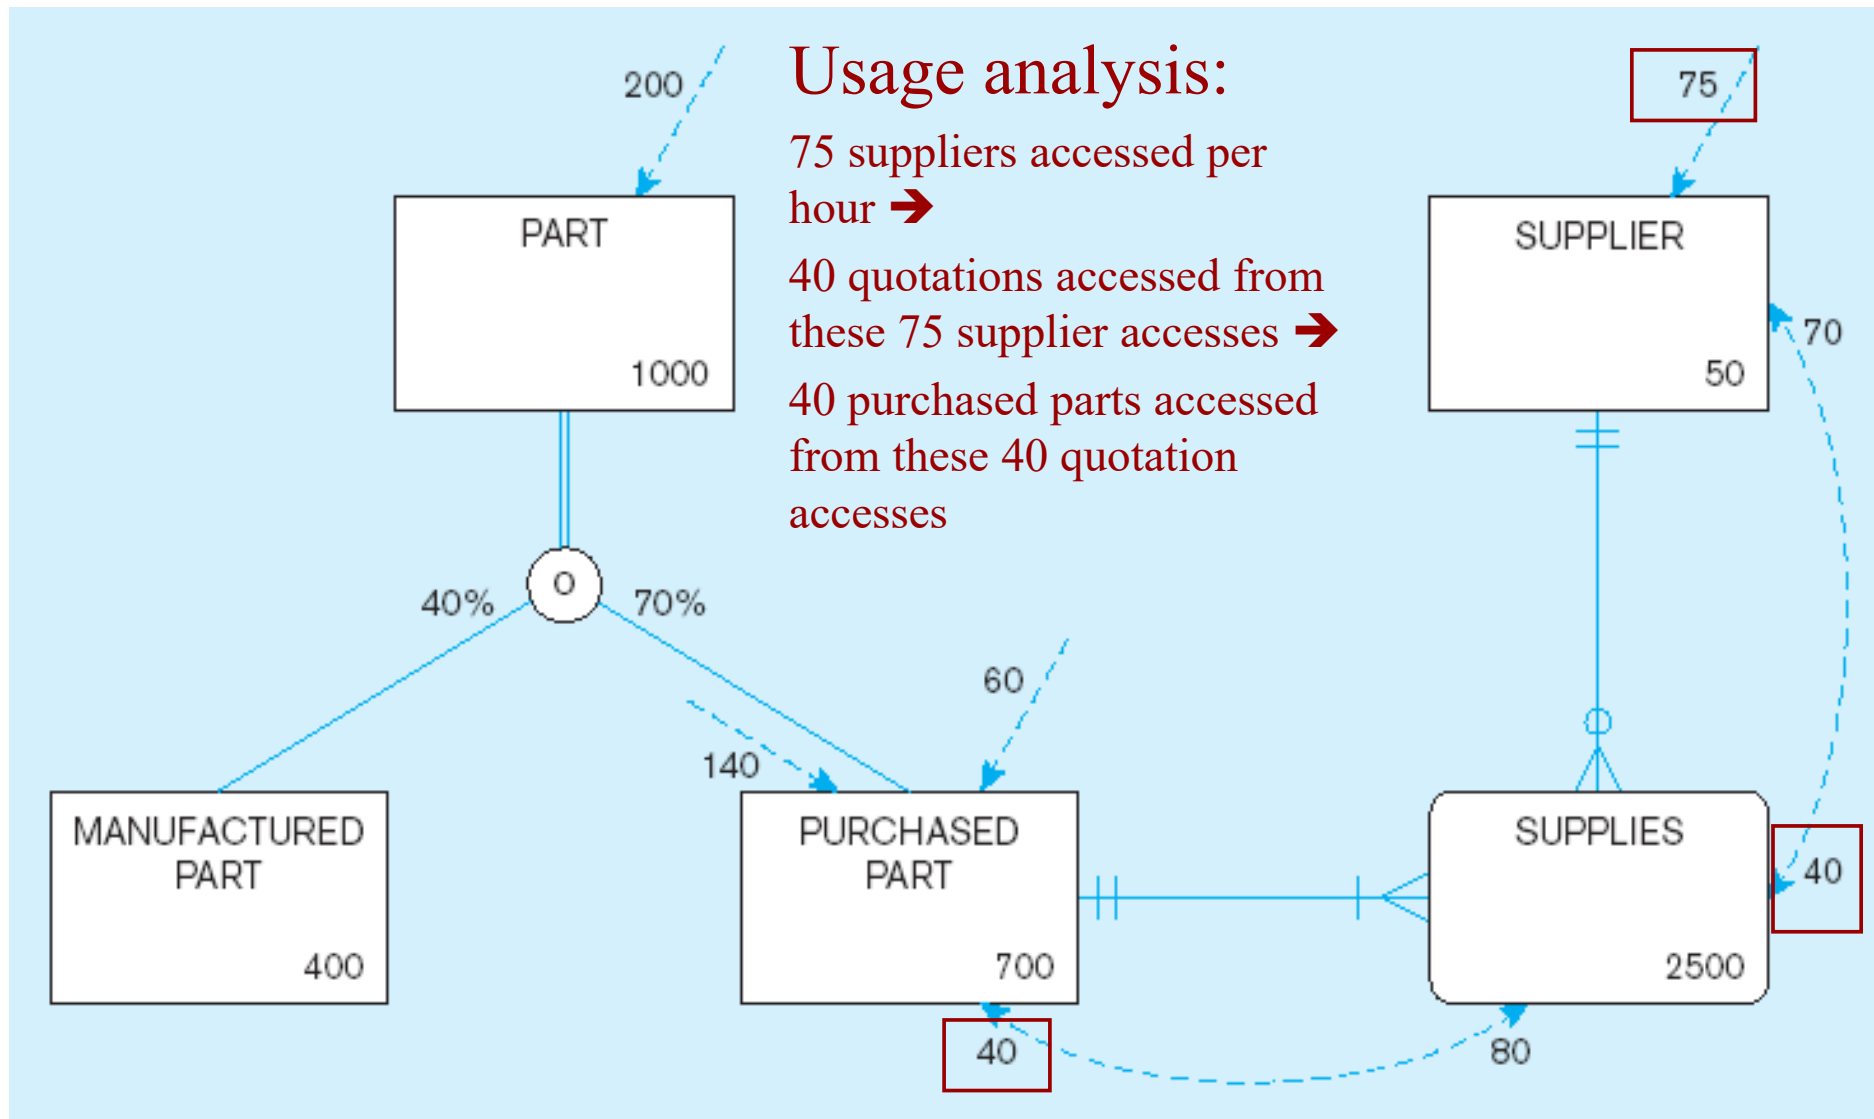 Usage analysis:
75 suppliers accessed per
hour ➔
40 quotations accessed from
these 75 supplier accesses ➔
40 purchased parts accessed
from these 40 quotation
accesses
200
75
PART
1000
SUPPLIER
50
70
O
40%
70%
60
140
MANUFACTURED
PART
400
PURCHASED
PART
700
SUPPLIES
2500
40
40
80